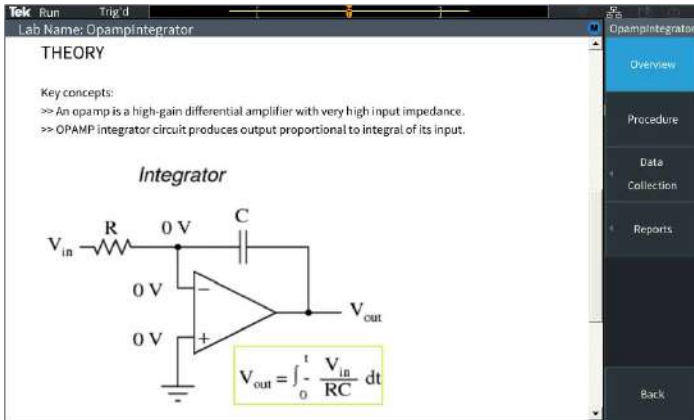 Tek Run Trig'd
Lab Name: OpampIntegrator
M
OpampIntegrator
THEORY
Key concepts:
>> An opamp is a high-gain differential amplifier with very high input impedance.
>> OPAMP integrator circuit produces output proportional to integral of its input.
Integrator
R
0 V
C
Vin
0 V
−
0 V
+
Vout
Vout = ∫0t - Vin/RC dt
Overview
Procedure
Data
Collection
Reports
Back